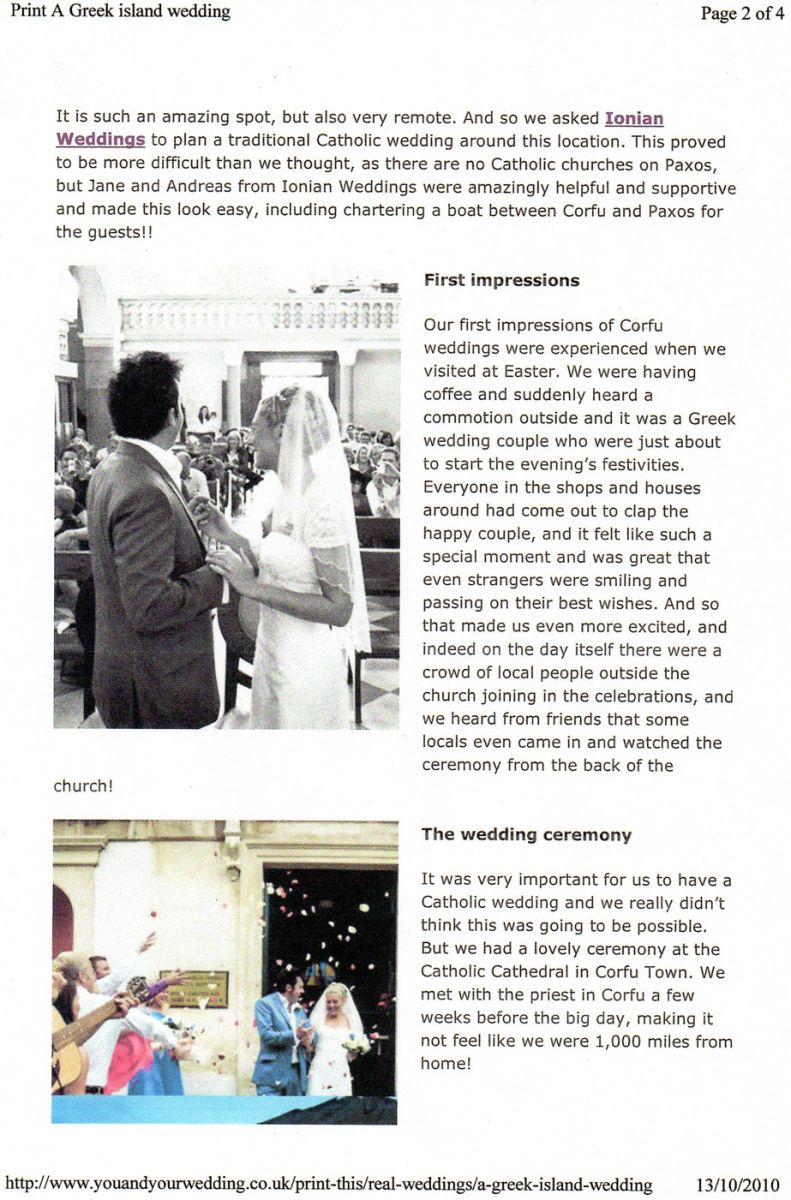 Print A Greek island wedding
Page 2 of 4
It is such an amazing spot, but also very remote. And so we asked Ionian
Weddings to plan a traditional Catholic wedding around this location. This proved
to be more difficult than we thought, as there are no Catholic churches on Paxos,
but Jane and Andreas from Ionian Weddings were amazingly helpful and supportive
and made this look easy, including chartering a boat between Corfu and Paxos for
the guests!!
First impressions
Our first impressions of Corfu
weddings were experienced when we
visited at Easter. We were having
coffee and suddenly heard a
commotion outside and it was a Greek
wedding couple who were just about
to start the evening's festivities.
Everyone in the shops and houses
around had come out to clap the
happy couple, and it felt like such a
special moment and was great that
even strangers were smiling and
passing on their best wishes. And so
that made us even more excited, and
indeed on the day itself there were a
crowd of local people outside the
church joining in the celebrations, and
we heard from friends that some
locals even came in and watched the
ceremony from the back of the
church!
The wedding ceremony
It was very important for us to have a
Catholic wedding and we really didn't
think this was going to be possible.
But we had a lovely ceremony at the
Catholic Cathedral in Corfu Town. We
met with the priest in Corfu a few
weeks before the big day, making it
not feel like we were 1,000 miles from
home!
http://www.youandyourwedding.co.uk/print-this/real-weddings/a-greek-island-wedding
13/10/2010